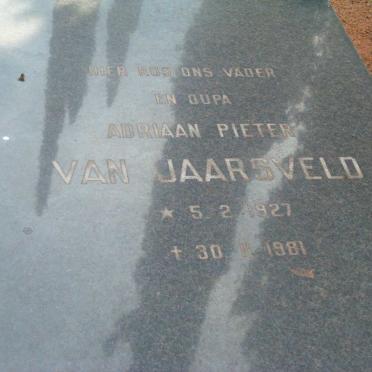 HIER RUS ONS VADER
EN OUPA
ADRIAAN PIETER
VAN JAARSVELD
★ 5 2 1927
✝ 30 1981